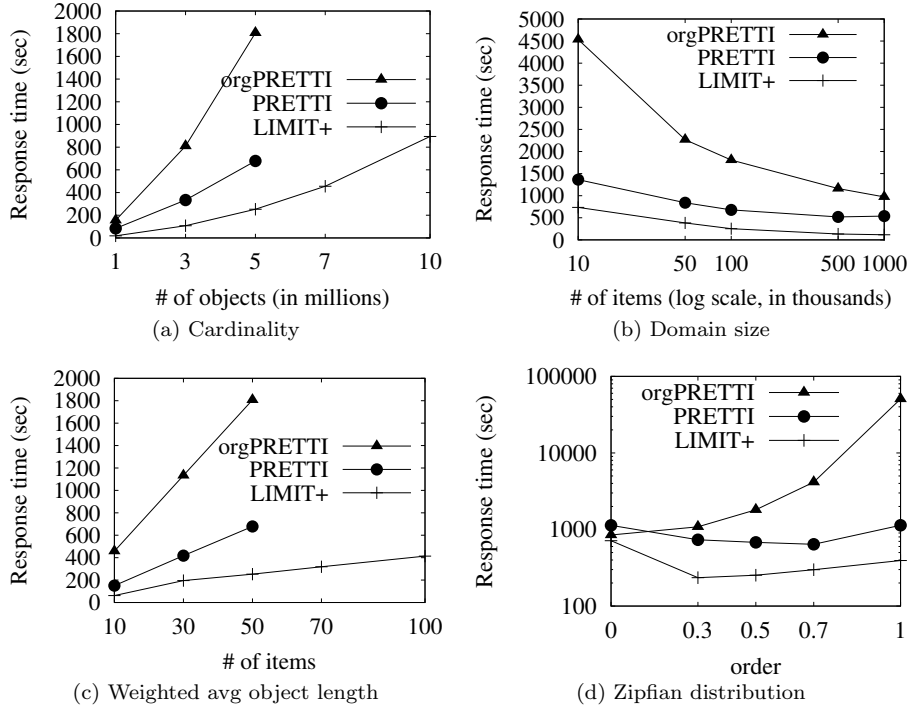 2000
1800
1600
1400
1200
1000
800
600
400
200
0
Response time (sec)
orgPRETTI
PRETTI
LIMIT+
1 3 5 7 10
# of objects (in millions)
(a) Cardinality
5000
4500
4000
3500
3000
2500
2000
1500
1000
500
0
Response time (sec)
orgPRETTI
PRETTI
LIMIT+
10 50 100 500 1000
# of items (log scale, in thousands)
(b) Domain size
2000
1800
1600
1400
1200
1000
800
600
400
200
0
Response time (sec)
orgPRETTI
PRETTI
LIMIT+
10 30 50 70 100
# of items
(c) Weighted avg object length
100000
10000
1000
100
Response time (sec)
orgPRETTI
PRETTI
LIMIT+
0 0.3 0.5 0.7 1
order
(d) Zipfian distribution